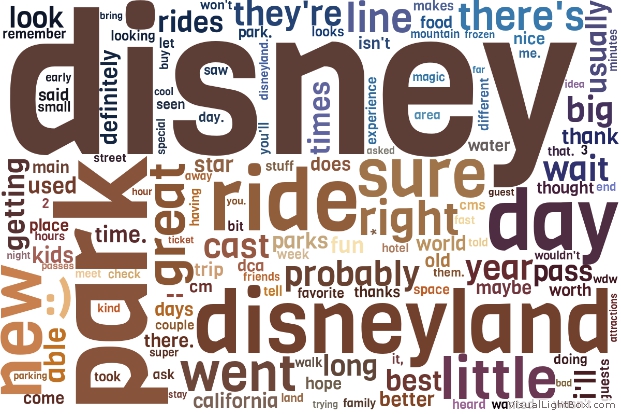 look won't they're line makes there's usually
remember bring rides park. looks food mountain frozen minutes
looking let isn't nice me.
disney
early said small definitely cool seen buy special saw day. disneyland. you'll times experience magic area far different idea big
asked water thank
that. 3
street
getting main stuff does sure wait
used 2 hour great away star ride guest thought end
new place hours park having you. right cms fast day
time. bit *
night kids ticket cast parks fun hotel world told wouldn't
passes meet check trip dca week old them. year pass wdw
:) cm friends probably maybe worth
kind -- tell favorite thanks space attractions
able days couple there. disneyland
super went walk long it, doing
parking took ask hope best little bad i'll guests
come stay california land trying family better heard
VisualLightBox.com